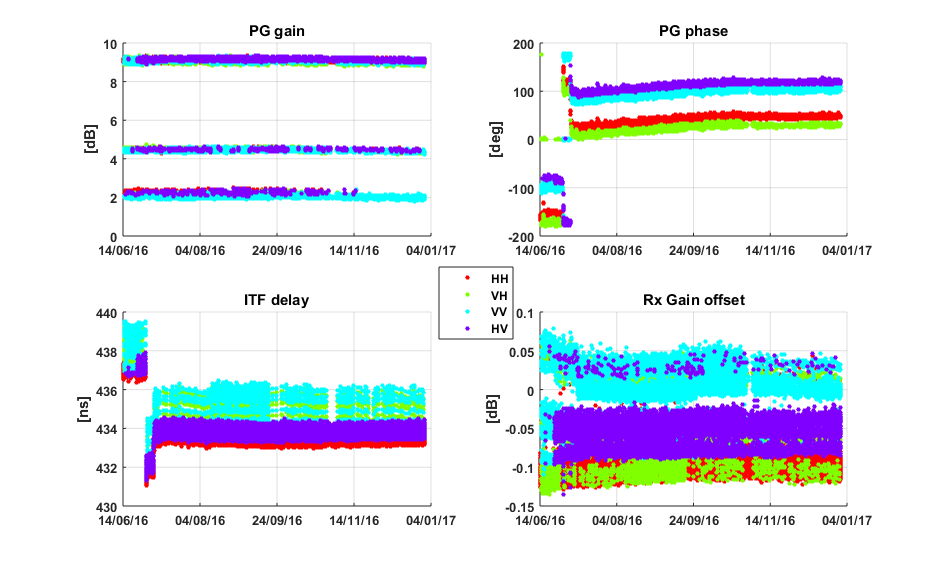 PG gain
10
8
6
4
2
0
[dB]
14/06/16 04/08/16 24/09/16 14/11/16 04/01/17
PG phase
200
100
0
-100
-200
[deg]
14/06/16 04/08/16 24/09/16 14/11/16 04/01/17
HH
VH
VV
HV
ITF delay
440
438
436
434
432
430
[ns]
14/06/16 04/08/16 24/09/16 14/11/16 04/01/17
Rx Gain offset
0.1
0.05
0
-0.05
-0.1
-0.15
[dB]
14/06/16 04/08/16 24/09/16 14/11/16 04/01/17